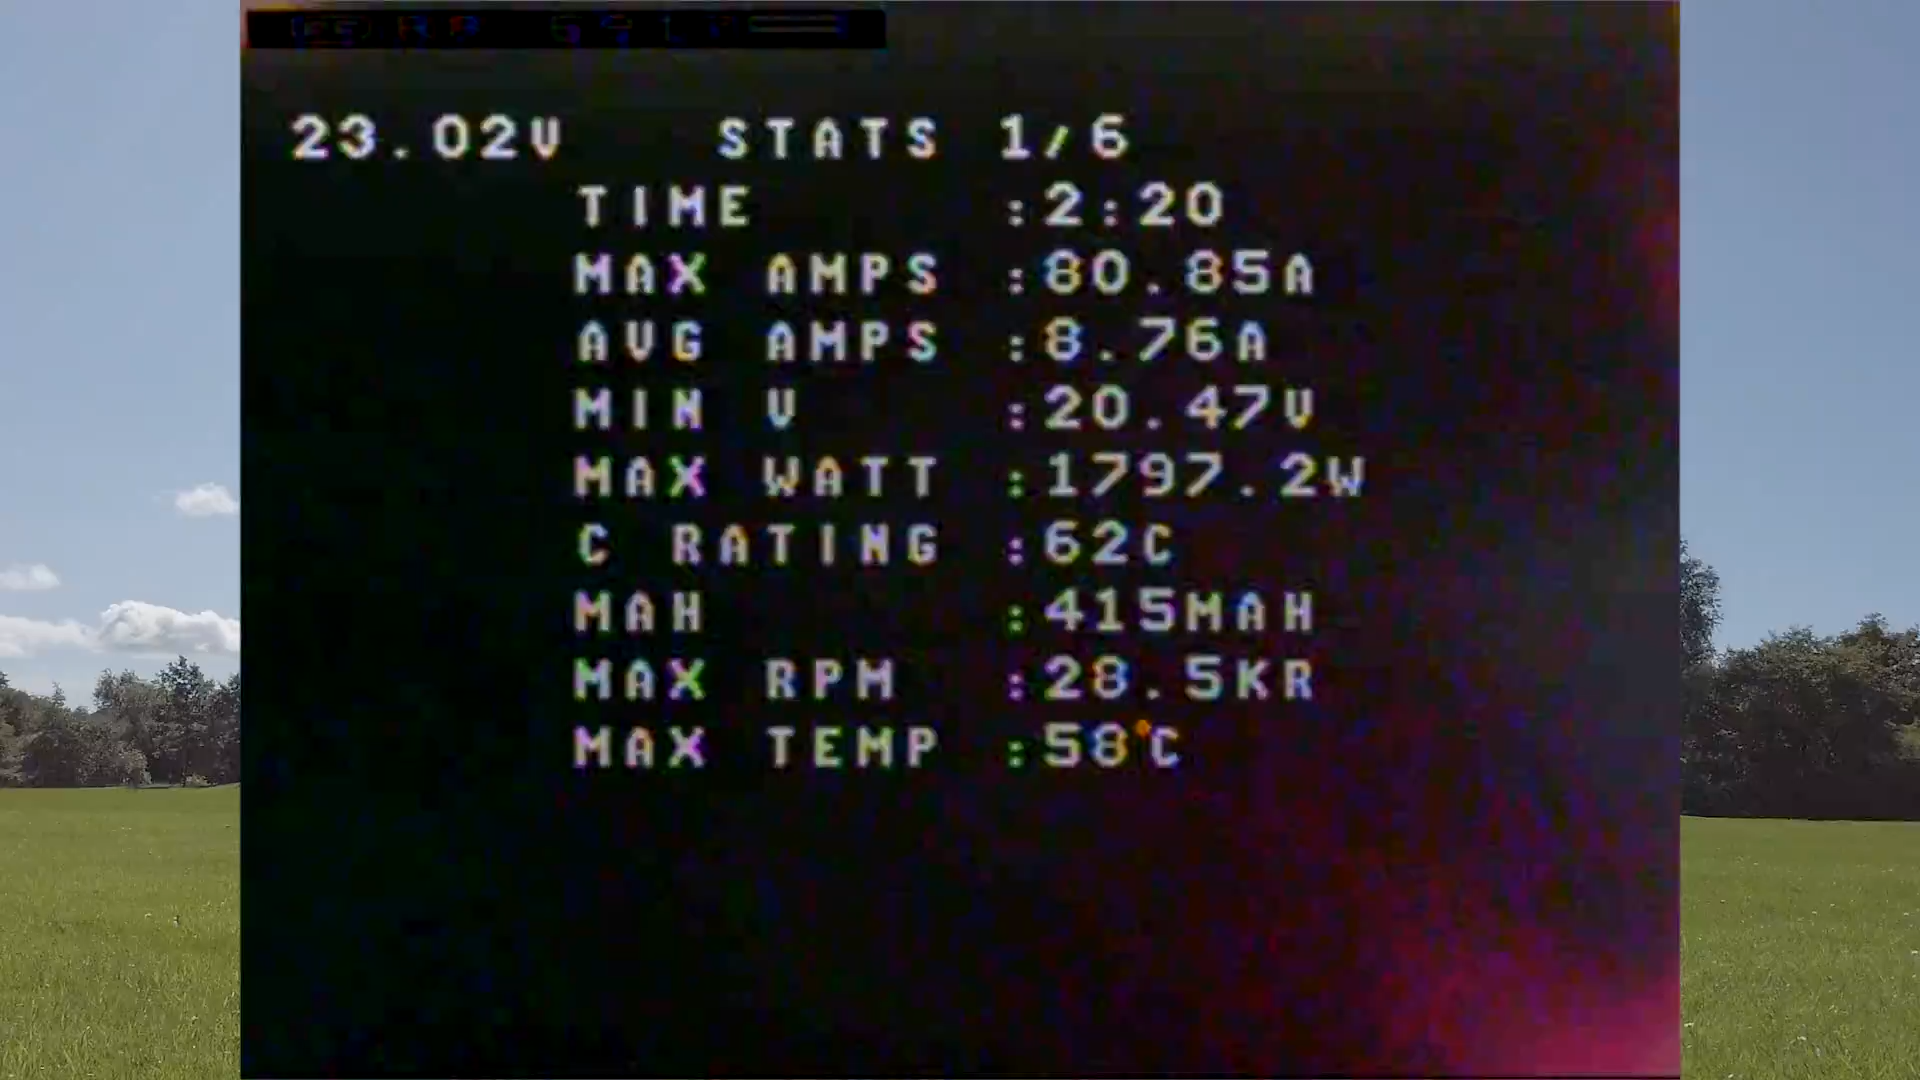 23.02V STATS 1/6
TIME :2:20
MAX AMPS :80.85A
AVG AMPS :8.76A
MIN V :20.47V
MAX WATT :1797.2W
C RATING :62C
MAH :415MAH
MAX RPM :28.5KR
MAX TEMP :58°C